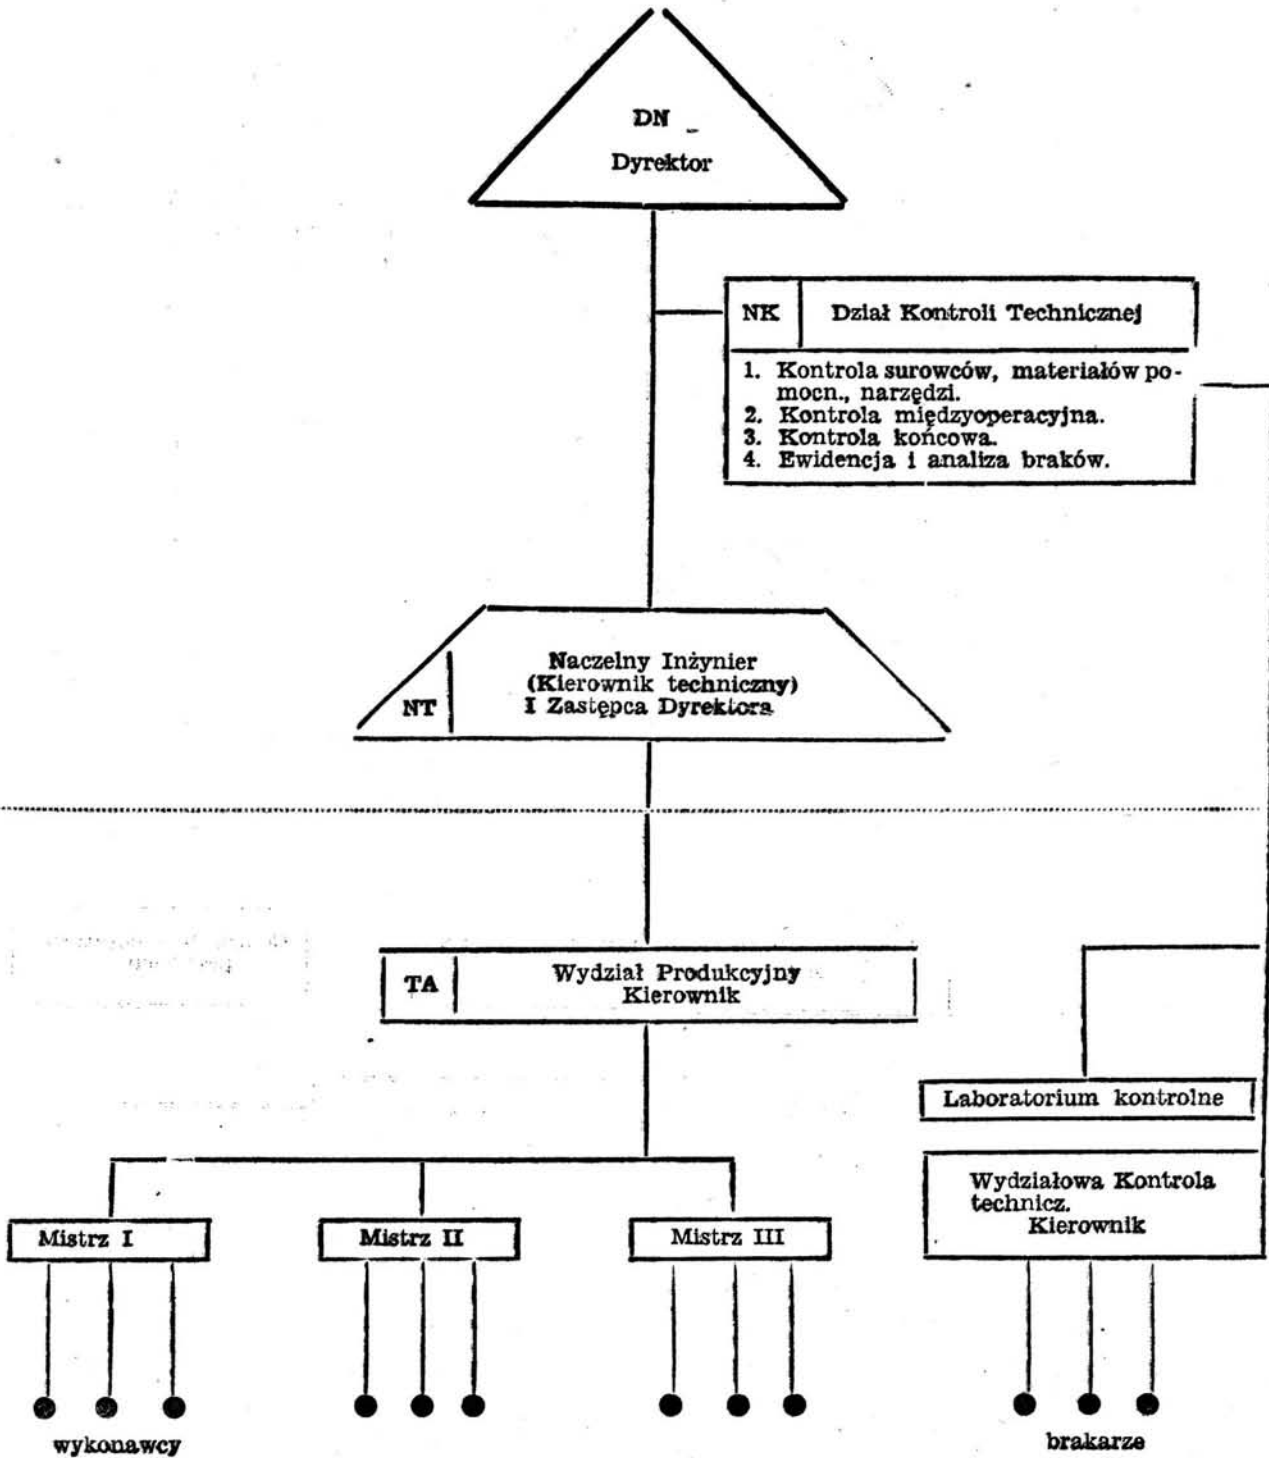 DN
Dyrektor
NK
Dział Kontroli Technicznej
1. Kontrola surowców, materiałów po-
mocn., narzędzi.
2. Kontrola międzyoperacyjna.
3. Kontrola końcowa.
4. Ewidencja i analiza braków.
Naczelny Inżynier
(Kierownik techniczny)
I Zastępca Dyrektora
NT
TA
Wydział Produkcyjny
Kierownik
Laboratorium kontrolne
Wydziałowa Kontrola
technicz.
Kierownik
Mistrz I
Mistrz II
Mistrz III
wykonawcy
brakarze